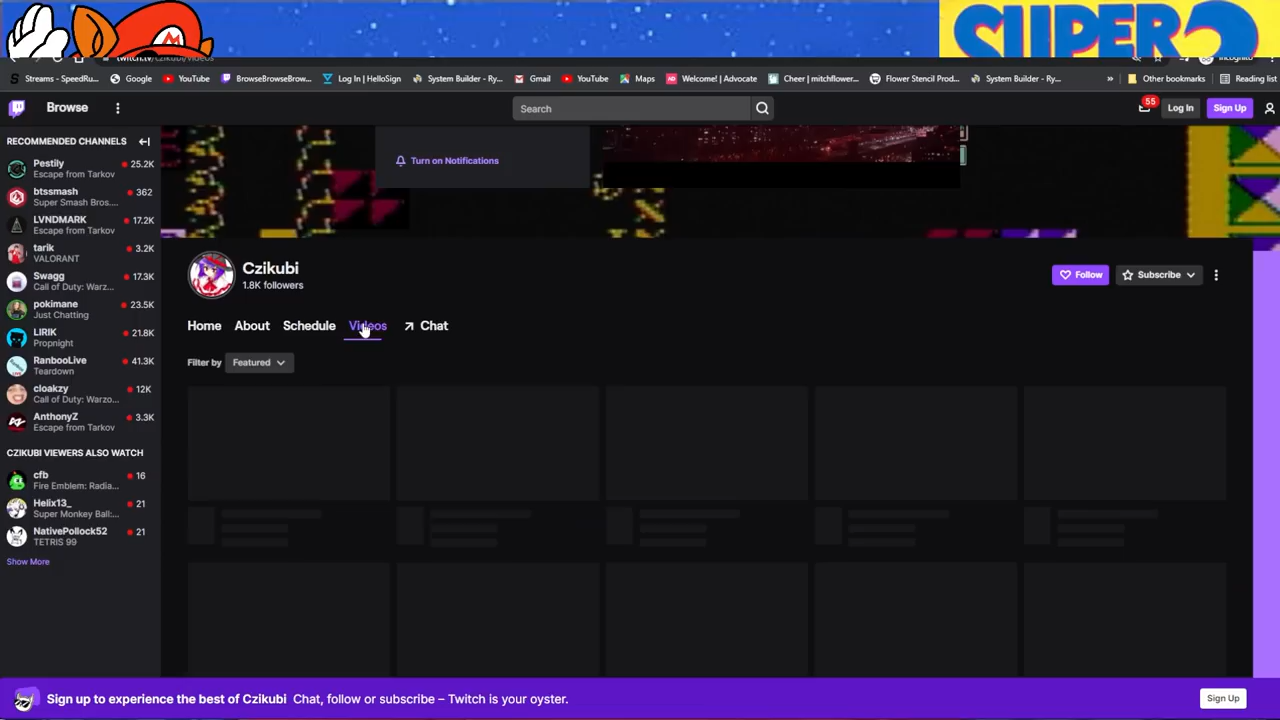 SUPER
M
twitch.tv/czikubi/videos
Incognito
Streams - SpeedRu... Google YouTube BrowseBrowseBrow... Log In | HelloSign System Builder - Ry... Gmail YouTube Maps Welcome! | Advocate Cheer | mitchflower... Flower Stencil Prod... System Builder - Ry... » Other bookmarks Reading list
Browse Search 55 Log In Sign Up
RECOMMENDED CHANNELS
Pestily 25.2K
Escape from Tarkov
btssmash 362
Super Smash Bros....
LVNDMARK 17.2K
Escape from Tarkov
tarik 3.2K
VALORANT
Swagg 17.3K
Call of Duty: Warz...
pokimane 23.5K
Just Chatting
LIRIK 21.8K
Propnight
RanbooLive 41.3K
Teardown
cloakzy 12K
Call of Duty: Warzo...
AnthonyZ 3.3K
Escape from Tarkov
CZIKUBI VIEWERS ALSO WATCH
cfb 16
Fire Emblem: Radia...
Helix13_ 21
Super Monkey Ball:...
NativePollock52 21
TETRIS 99
Show More
Turn on Notifications
Czikubi
1.8K followers
Follow Subscribe
Home About Schedule Videos Chat
Filter by Featured
Sign up to experience the best of Czikubi Chat, follow or subscribe – Twitch is your oyster. Sign Up